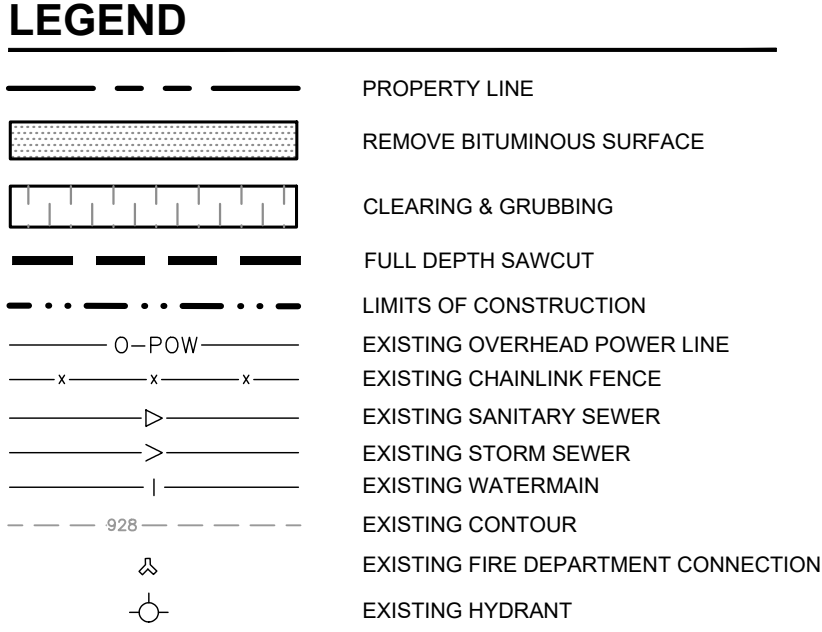 LEGEND
PROPERTY LINE
REMOVE BITUMINOUS SURFACE
CLEARING & GRUBBING
FULL DEPTH SAWCUT
LIMITS OF CONSTRUCTION
O-POW EXISTING OVERHEAD POWER LINE
x x x EXISTING CHAINLINK FENCE
EXISTING SANITARY SEWER
EXISTING STORM SEWER
EXISTING WATERMAIN
928 EXISTING CONTOUR
EXISTING FIRE DEPARTMENT CONNECTION
EXISTING HYDRANT